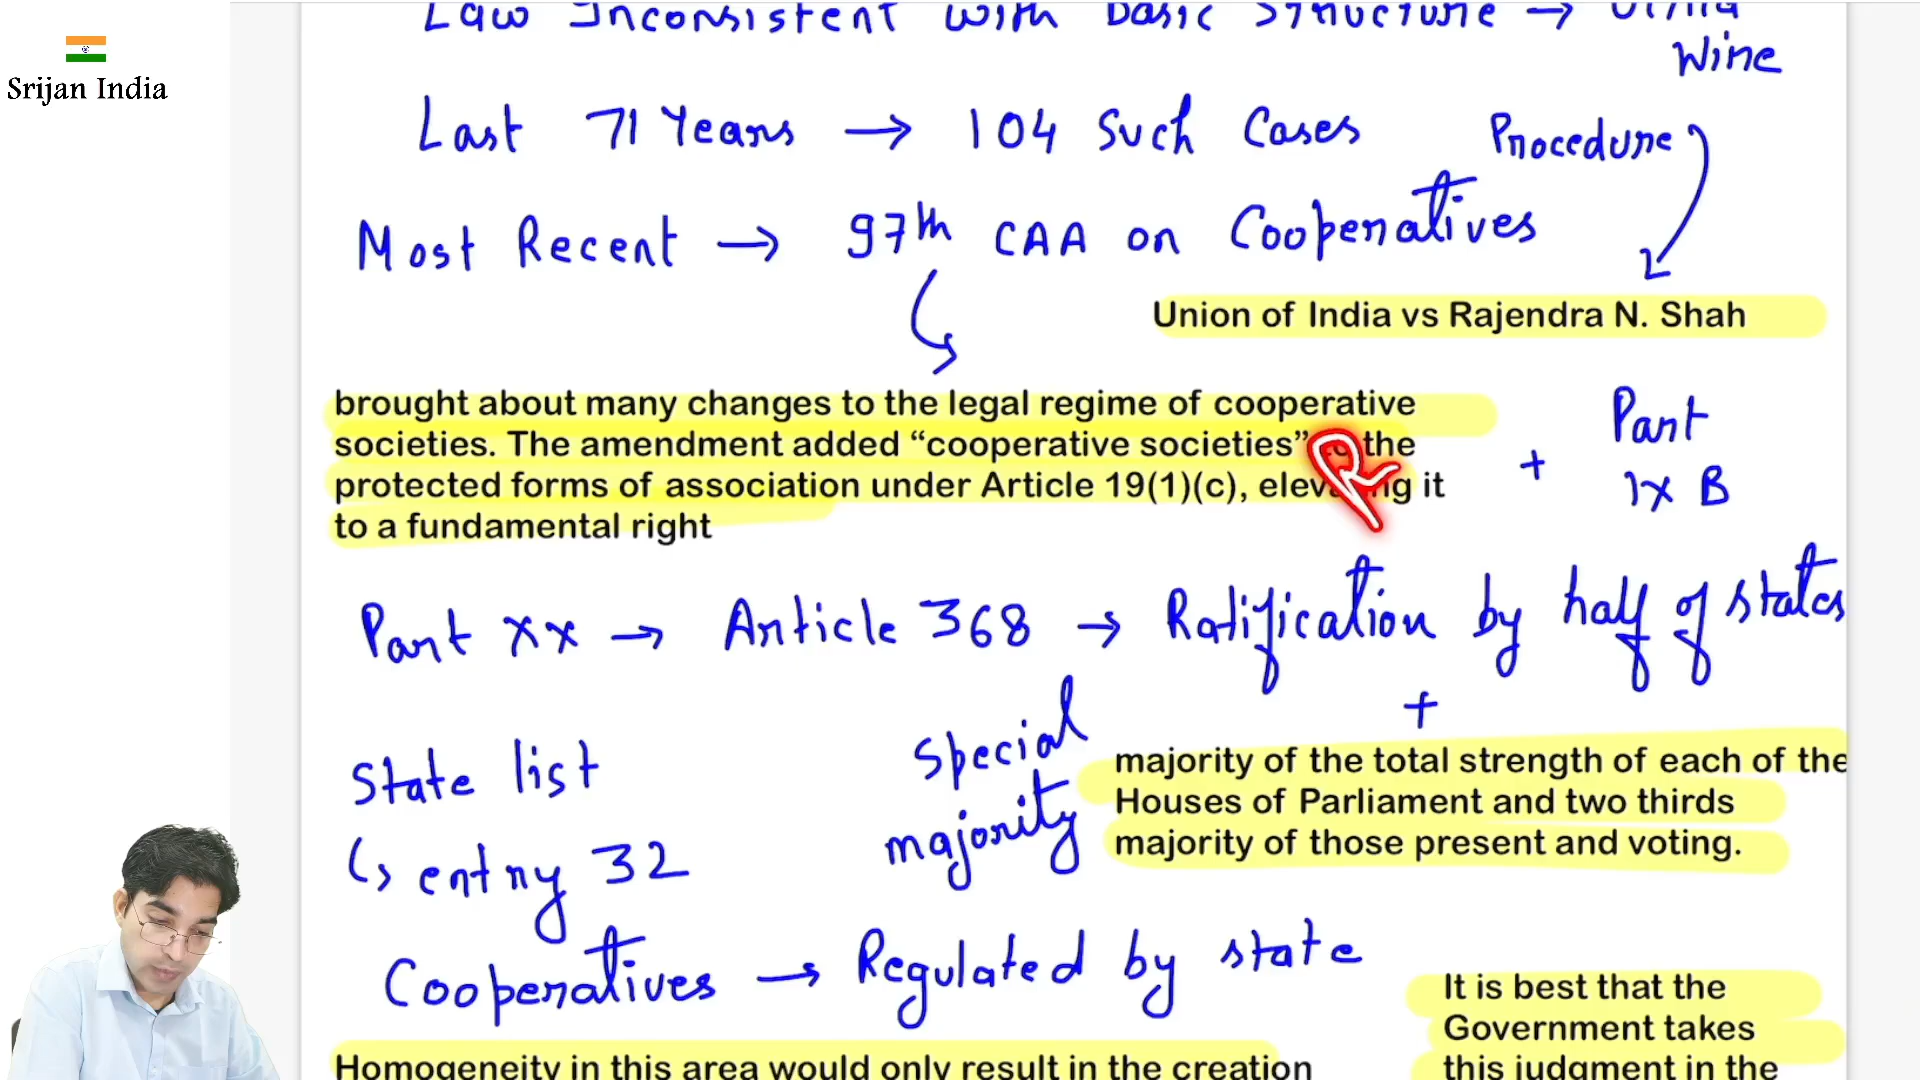 Law Inconsistent with Basic Structure →
Wine
Srijan India
Last 71 Years → 104 Such Cases
Procedure
Most Recent → 97th CAA on Cooperatives
Union of India vs Rajendra N. Shah
brought about many changes to the legal regime of cooperative
societies. The amendment added “cooperative societies” the
protected forms of association under Article 19(1)(c), it
to a fundamental right
R
+ Part
IX B
Part XX → Article 368 → Ratification by half of states
+
State list
Special
majority
majority of the total strength of each of the
Houses of Parliament and two thirds
majority of those present and voting.
↳ entry 32
Cooperatives → Regulated by state
It is best that the
Government takes
this judgment in the
Homogeneity in this area would only result in the creation